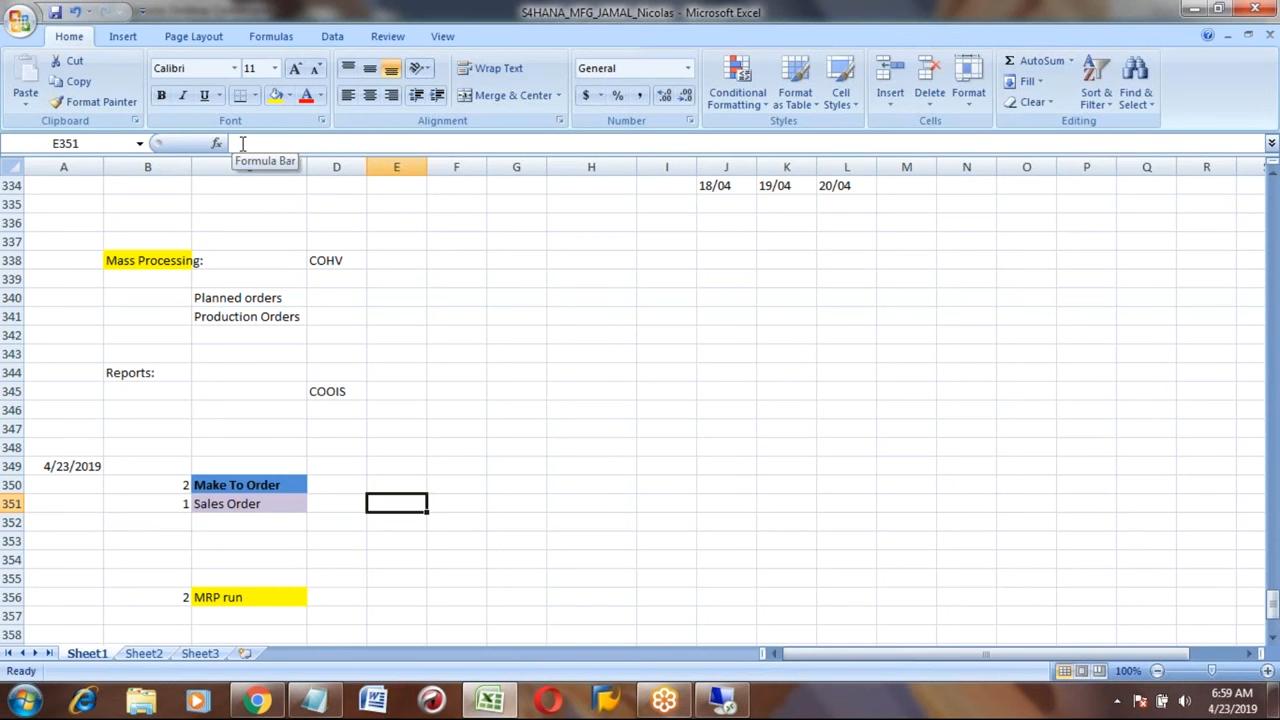 S4HANA_MFG_JAMAL_Nicolas - Microsoft Excel
Home Insert Page Layout Formulas Data Review View
Paste
Cut
Copy
Format Painter
Clipboard
Calibri 11
B I U
Font
Wrap Text
Merge & Center
Alignment
General
$ % ,
Number
Conditional Formatting
Format as Table
Cell Styles
Styles
Insert Delete Format
Cells
Σ AutoSum
Fill
Clear
Sort & Filter
Find & Select
Editing
E351 fx
Formula Bar
A B D E F G H I J K L M N O P Q R
334 18/04 19/04 20/04
335
336
337
338 Mass Processing: COHV
339
340 Planned orders
341 Production Orders
342
343
344 Reports:
345 COOIS
346
347
348
349 4/23/2019
350 2 Make To Order
351 1 Sales Order
352
353
354
355
356 2 MRP run
357
358
Sheet1 Sheet2 Sheet3
Ready 100%
6:59 AM
4/23/2019